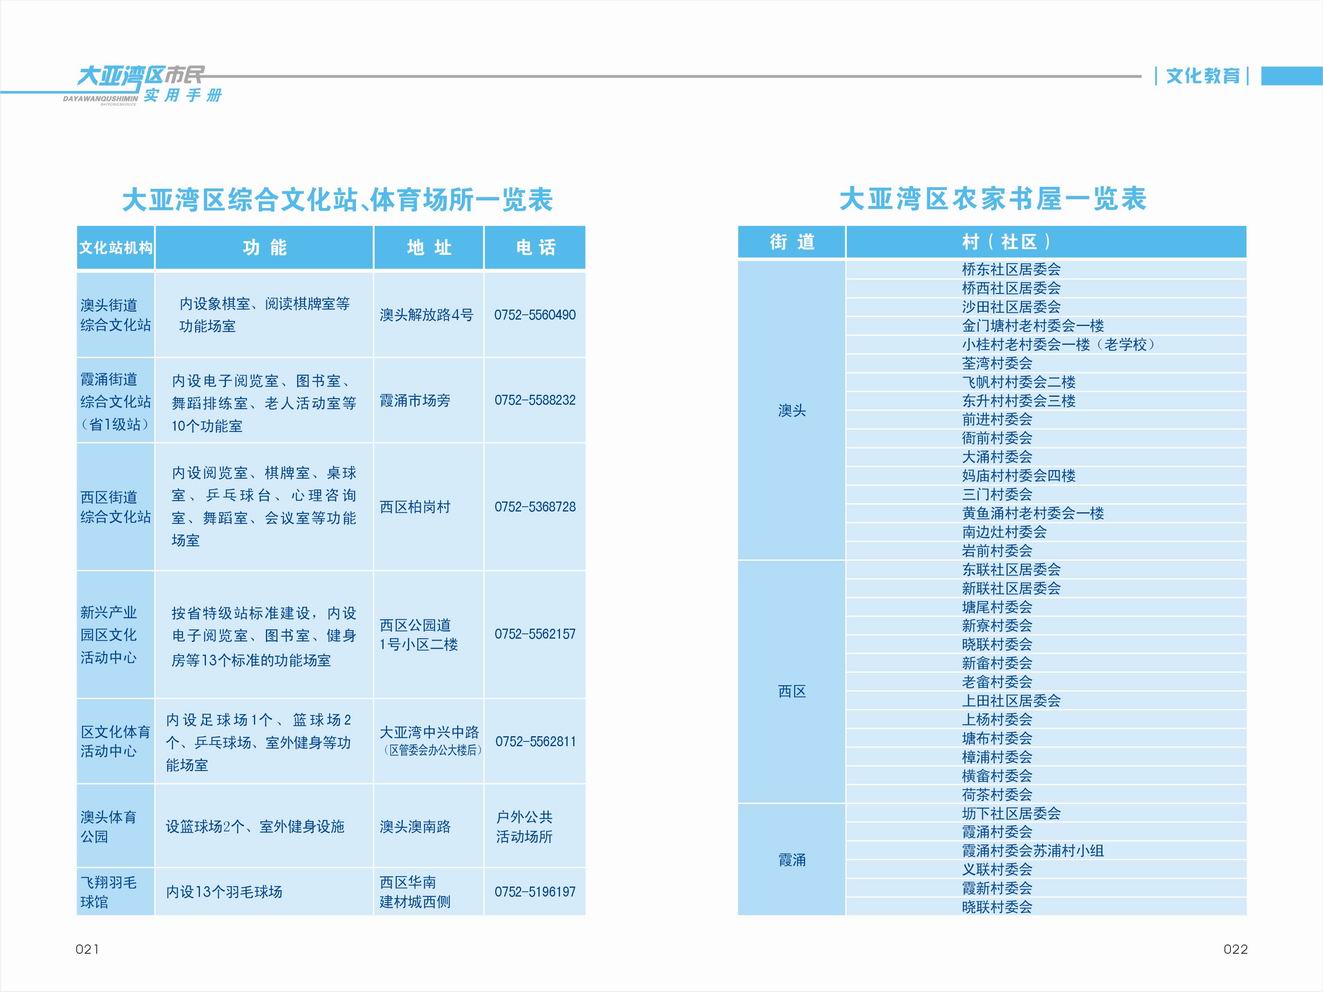 大亚湾区市民
DAYAWANQUSHIMIN
实用手册
文化教育
大亚湾区综合文化站、体育场所一览表
文化站机构 功能 地址 电话
澳头街道
综合文化站
内设象棋室、阅读棋牌室等
功能场室
澳头解放路4号
0752-5560490
霞涌街道
综合文化站
（省1级站）
内设电子阅览室、图书室、
舞蹈排练室、老人活动室等
10个功能室
霞涌市场旁
0752-5588232
西区街道
综合文化站
内设阅览室、棋牌室、桌球
室、乒乓球台、心理咨询
室、舞蹈室、会议室等功能
场室
西区柏岗村
0752-5368728
新兴产业
园区文化
活动中心
按省特级站标准建设，内设
电子阅览室、图书室、健身
房等13个标准的功能场室
西区公园道
1号小区二楼
0752-5562157
区文化体育
活动中心
内设足球场1个、篮球场2
个、乒乓球场、室外健身等功
能场室
大亚湾中兴中路
（区管委会办公大楼后）
0752-5562811
澳头体育
公园
设篮球场2个、室外健身设施
澳头澳南路
户外公共
活动场所
飞翔羽毛
球馆
内设13个羽毛球场
西区华南
建材城西侧
0752-5196197
021
大亚湾区农家书屋一览表
街道 村（社区）
澳头
桥东社区居委会
桥西社区居委会
沙田社区居委会
金门塘村老村委会一楼
小桂村老村委会一楼（老学校）
荃湾村委会
飞帆村村委会二楼
东升村村委会三楼
前进村委会
衙前村委会
大涌村委会
妈庙村村委会四楼
三门村委会
黄鱼涌村老村委会一楼
南边灶村委会
岩前村委会
西区
东联社区居委会
新联社区居委会
塘尾村委会
新寮村委会
晓联村委会
新畲村委会
老畲村委会
上田社区居委会
上杨村委会
塘布村委会
樟浦村委会
横畲村委会
荷茶村委会
霞涌
坜下社区居委会
霞涌村委会
霞涌村委会苏浦村小组
义联村委会
霞新村委会
晓联村委会
022